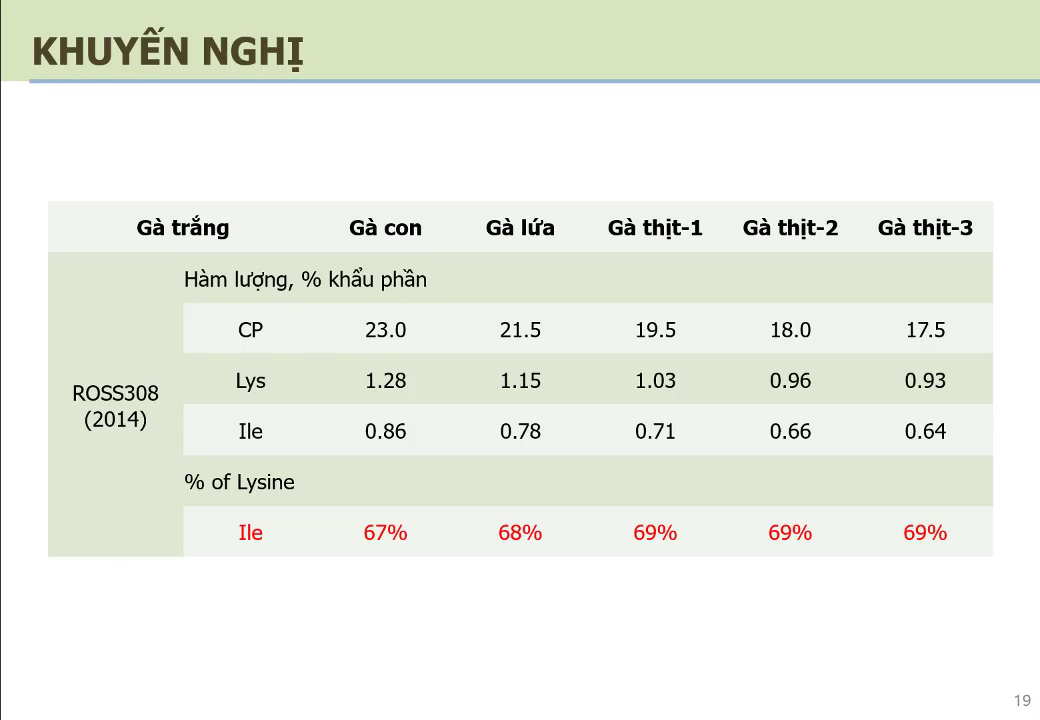 KHUYẾN NGHỊ
Gà trắng Gà con Gà lứa Gà thịt-1 Gà thịt-2 Gà thịt-3
Hàm lượng, % khẩu phần
CP 23.0 21.5 19.5 18.0 17.5
Lys 1.28 1.15 1.03 0.96 0.93
ROSS308
(2014)
Ile 0.86 0.78 0.71 0.66 0.64
% of Lysine
Ile 67% 68% 69% 69% 69%
19